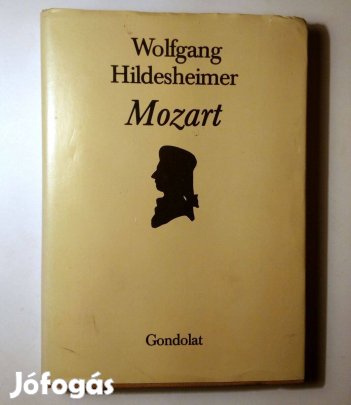 Wolfgang
Hildesheimer
Mozart
Gondolat
Jófogás